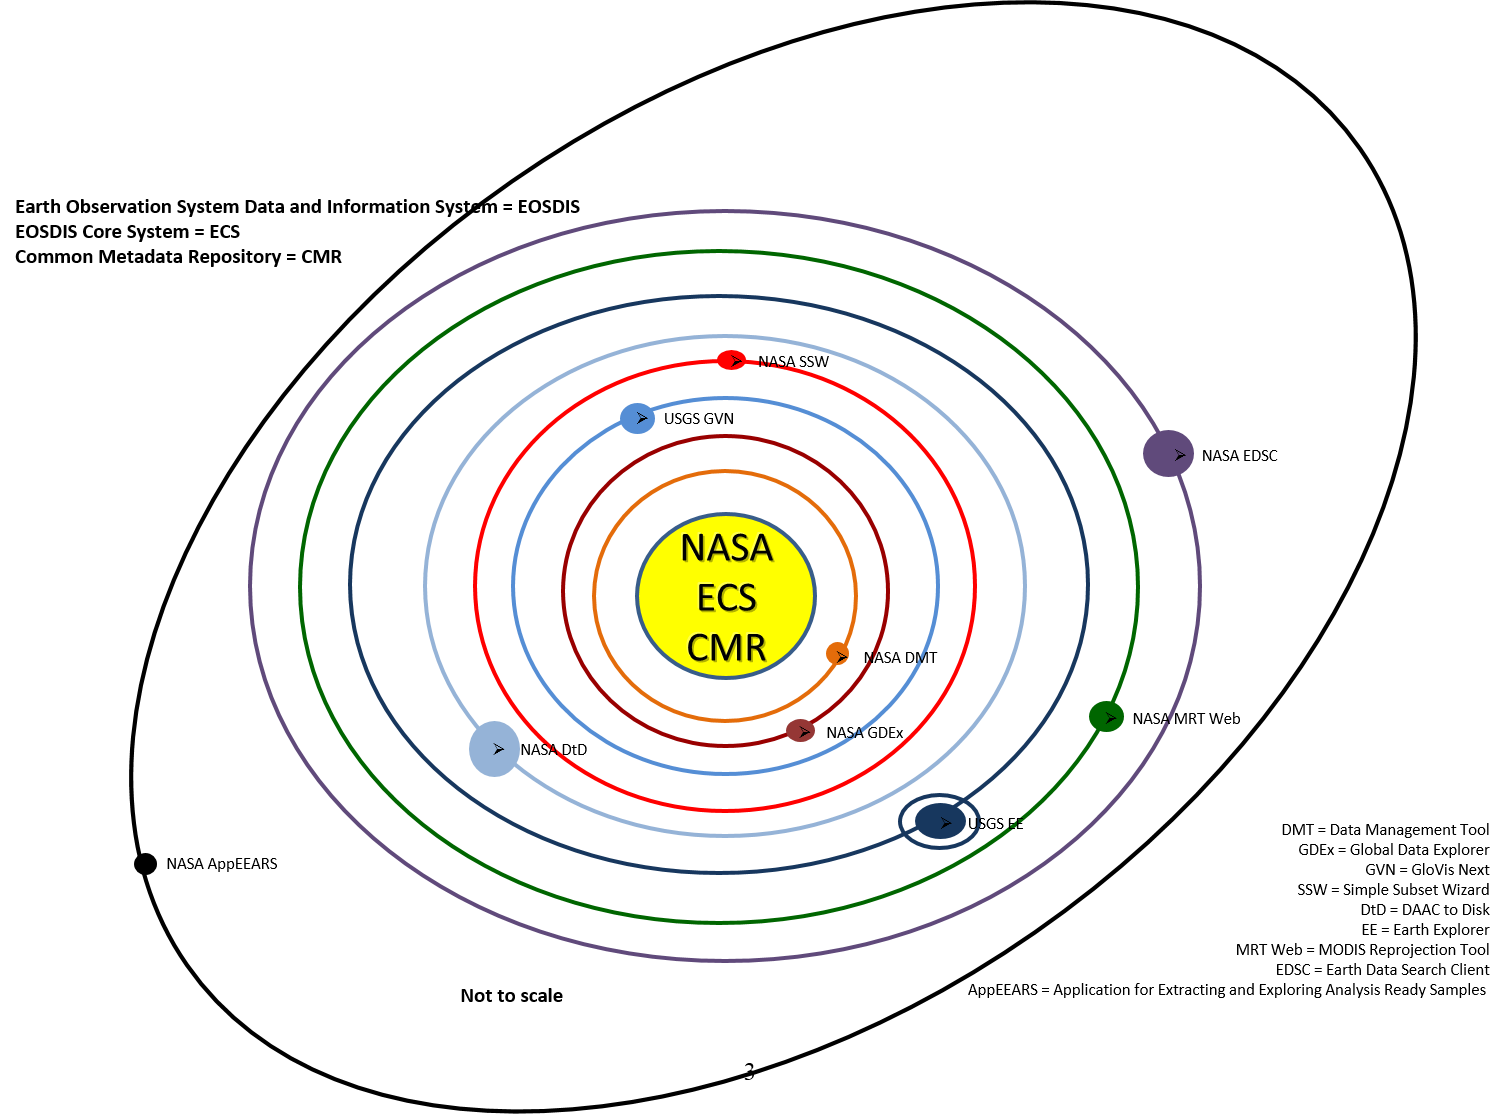 Earth Observation System Data and Information System = EOSDIS
EOSDIS Core System = ECS
Common Metadata Repository = CMR
NASA SSW
USGS GVN
NASA EDSC
NASA
ECS
CMR
NASA DMT
NASA MRT Web
NASA GDEx
NASA DtD
USGS EE
NASA AppEEARS
DMT = Data Management Tool
GDEx = Global Data Explorer
GVN = GloVis Next
SSW = Simple Subset Wizard
DtD = DAAC to Disk
EE = Earth Explorer
MRT Web = MODIS Reprojection Tool
EDSC = Earth Data Search Client
AppEEARS = Application for Extracting and Exploring Analysis Ready Samples
Not to scale
3